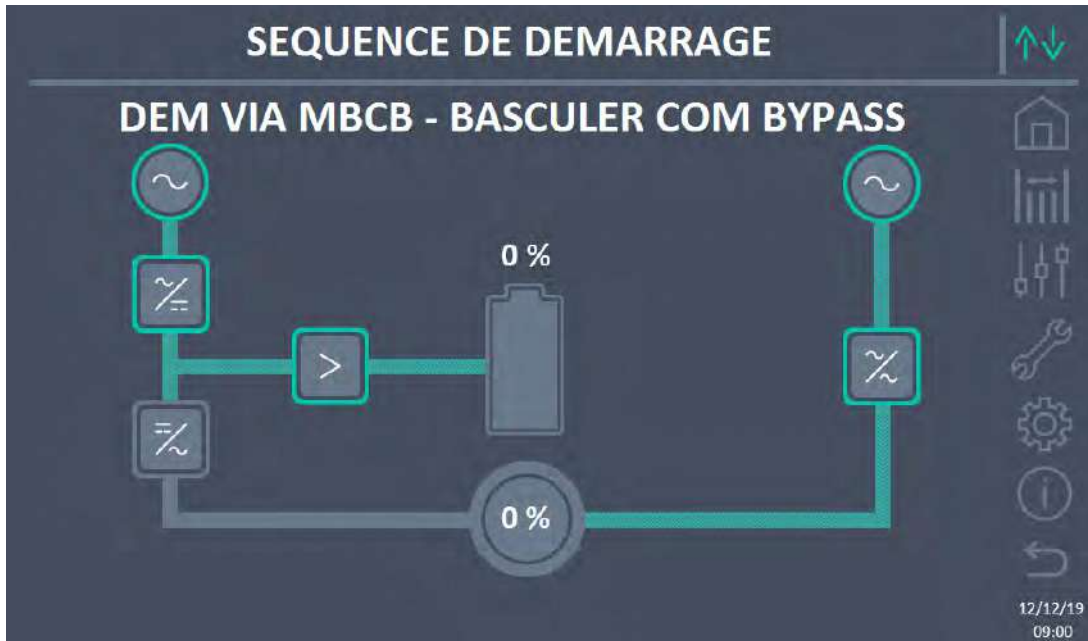 SEQUENCE DE DEMARRAGE
DEM VIA MBCB - BASCULER COM BYPASS
0 %
0 %
12/12/19
09:00